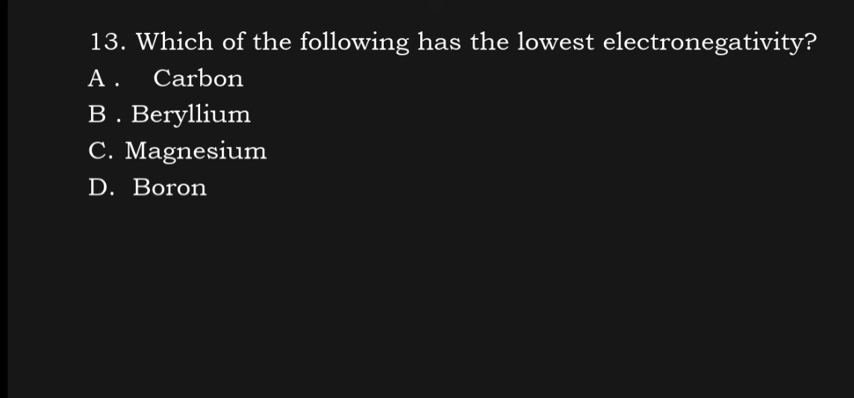 13. Which of the following has the lowest electronegativity?
A .   Carbon
B . Beryllium
C. Magnesium
D.  Boron